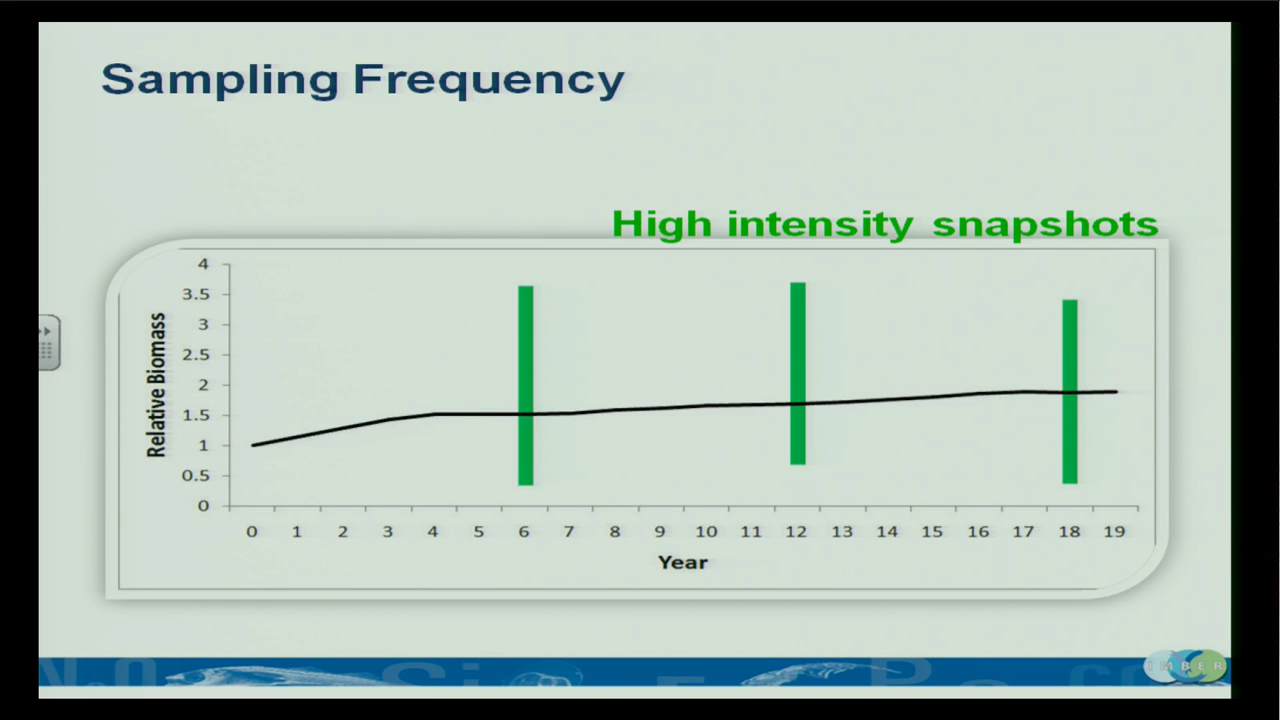 Sampling Frequency
High intensity snapshots
4
3.5
3
2.5
2
1.5
1
0.5
0
Relative Biomass
0 1 2 3 4 5 6 7 8 9 10 11 12 13 14 15 16 17 18 19
Year
IMBER